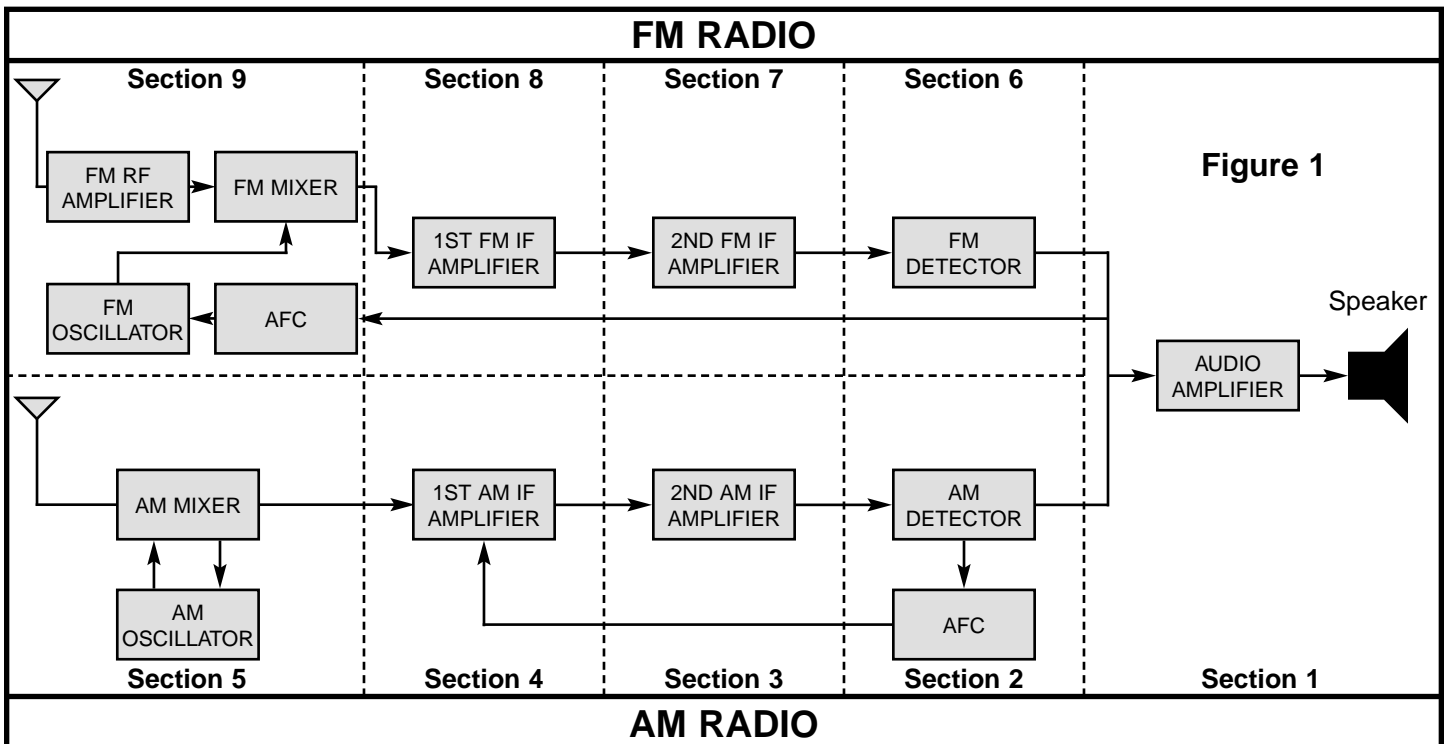 FM RADIO
Section 9
Section 8
Section 7
Section 6
Figure 1
FM RF
AMPLIFIER
FM MIXER
1ST FM IF
AMPLIFIER
2ND FM IF
AMPLIFIER
FM
DETECTOR
FM
OSCILLATOR
AFC
Speaker
AUDIO
AMPLIFIER
AM MIXER
1ST AM IF
AMPLIFIER
2ND AM IF
AMPLIFIER
AM
DETECTOR
AM
OSCILLATOR
AFC
Section 5
Section 4
Section 3
Section 2
Section 1
AM RADIO